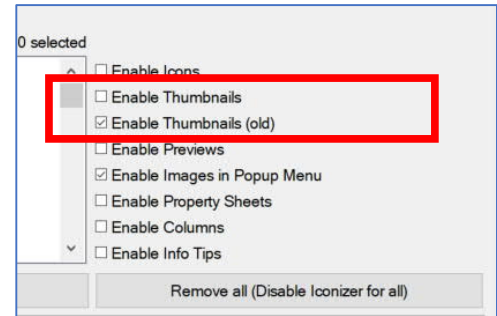 0 selected
Enable Icons
Enable Thumbnails
Enable Thumbnails (old)
Enable Previews
Enable Images in Popup Menu
Enable Property Sheets
Enable Columns
Enable Info Tips
Remove all (Disable Iconizer for all)